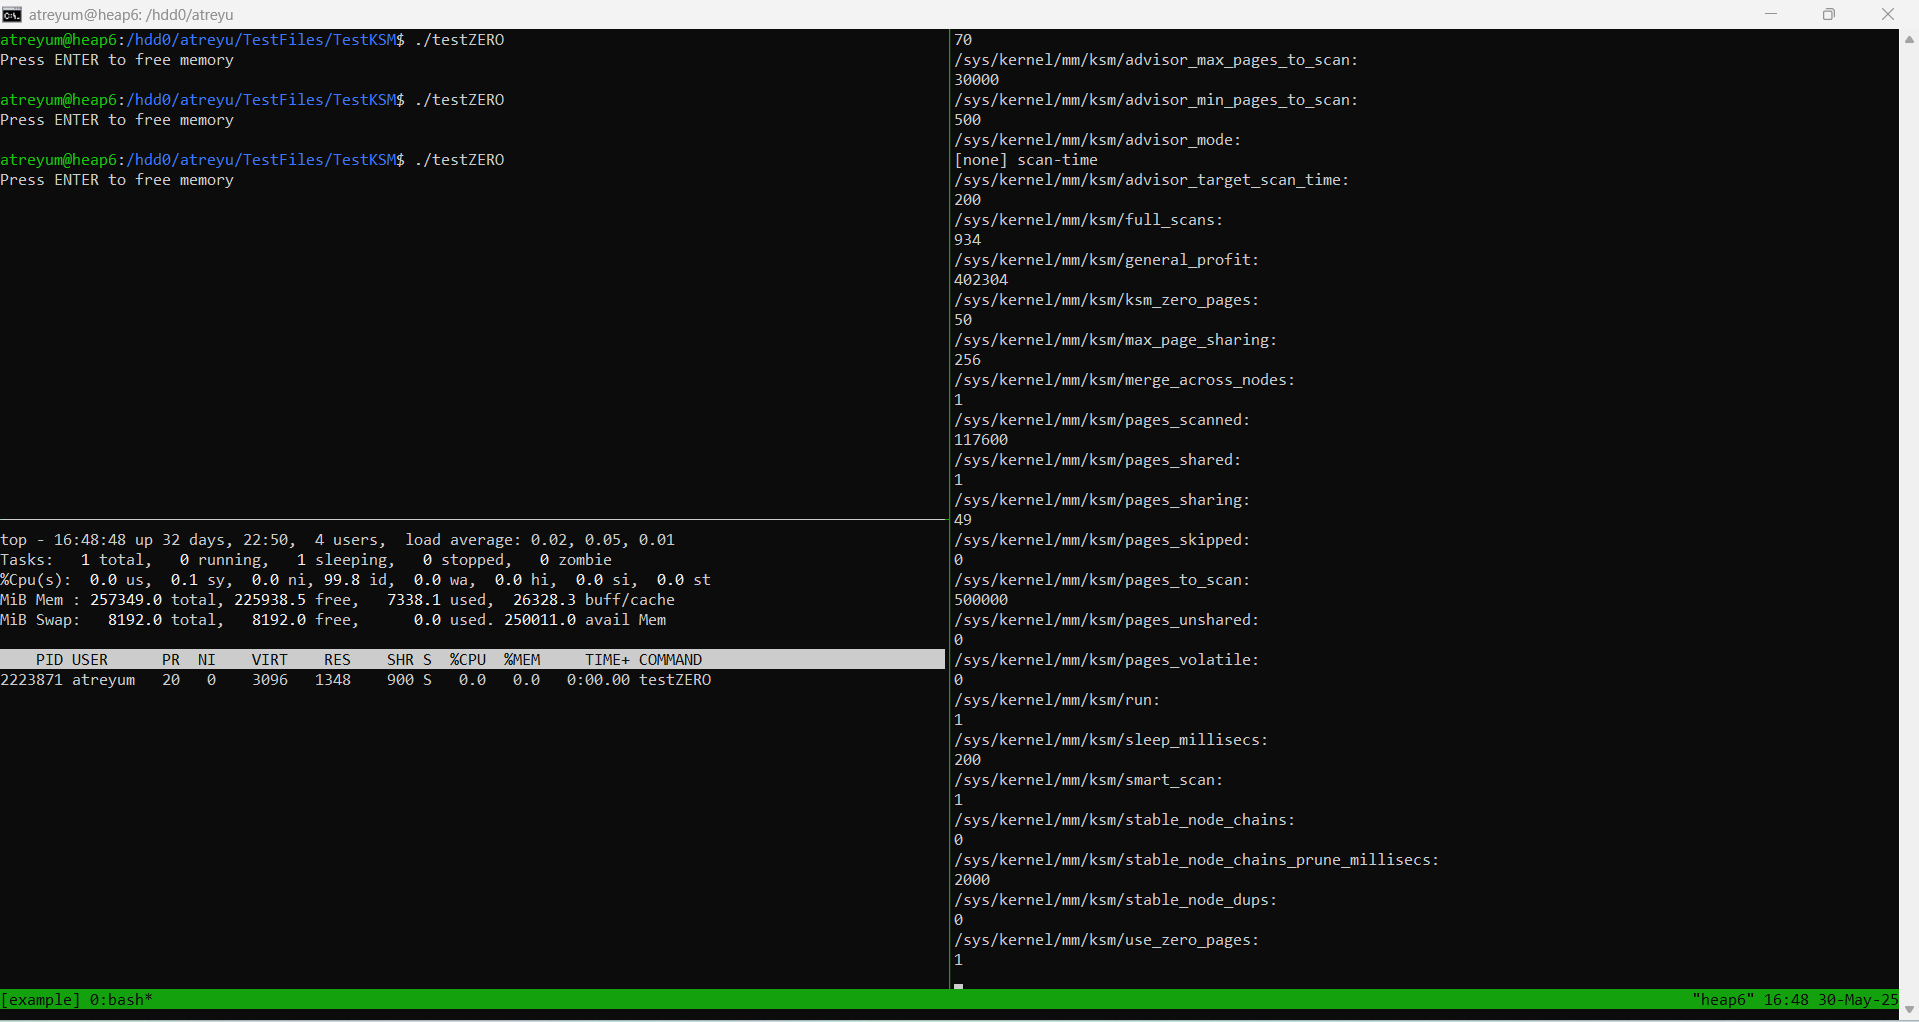 atreyum@heap6: /hdd0/atreyu
atreyum@heap6:/hdd0/atreyu/TestFiles/TestKSM$ ./testZERO
Press ENTER to free memory
atreyum@heap6:/hdd0/atreyu/TestFiles/TestKSM$ ./testZERO
Press ENTER to free memory
atreyum@heap6:/hdd0/atreyu/TestFiles/TestKSM$ ./testZERO
Press ENTER to free memory
top - 16:48:48 up 32 days, 22:50,  4 users,  load average: 0.02, 0.05, 0.01
Tasks:   1 total,   0 running,   1 sleeping,   0 stopped,   0 zombie
%Cpu(s):  0.0 us,  0.1 sy,  0.0 ni, 99.8 id,  0.0 wa,  0.0 hi,  0.0 si,  0.0 st
MiB Mem : 257349.0 total, 225938.5 free,   7338.1 used,  26328.3 buff/cache
MiB Swap:   8192.0 total,   8192.0 free,      0.0 used. 250011.0 avail Mem
PID USER      PR  NI    VIRT    RES    SHR S  %CPU  %MEM     TIME+ COMMAND
2223871 atreyum   20   0    3096   1348    900 S   0.0   0.0   0:00.00 testZERO
70
/sys/kernel/mm/ksm/advisor_max_pages_to_scan:
30000
/sys/kernel/mm/ksm/advisor_min_pages_to_scan:
500
/sys/kernel/mm/ksm/advisor_mode:
[none] scan-time
/sys/kernel/mm/ksm/advisor_target_scan_time:
200
/sys/kernel/mm/ksm/full_scans:
934
/sys/kernel/mm/ksm/general_profit:
402304
/sys/kernel/mm/ksm/ksm_zero_pages:
50
/sys/kernel/mm/ksm/max_page_sharing:
256
/sys/kernel/mm/ksm/merge_across_nodes:
1
/sys/kernel/mm/ksm/pages_scanned:
117600
/sys/kernel/mm/ksm/pages_shared:
1
/sys/kernel/mm/ksm/pages_sharing:
49
/sys/kernel/mm/ksm/pages_skipped:
0
/sys/kernel/mm/ksm/pages_to_scan:
500000
/sys/kernel/mm/ksm/pages_unshared:
0
/sys/kernel/mm/ksm/pages_volatile:
0
/sys/kernel/mm/ksm/run:
1
/sys/kernel/mm/ksm/sleep_millisecs:
200
/sys/kernel/mm/ksm/smart_scan:
1
/sys/kernel/mm/ksm/stable_node_chains:
0
/sys/kernel/mm/ksm/stable_node_chains_prune_millisecs:
2000
/sys/kernel/mm/ksm/stable_node_dups:
0
/sys/kernel/mm/ksm/use_zero_pages:
1
[example] 0:bash* "heap6" 16:48 30-May-25